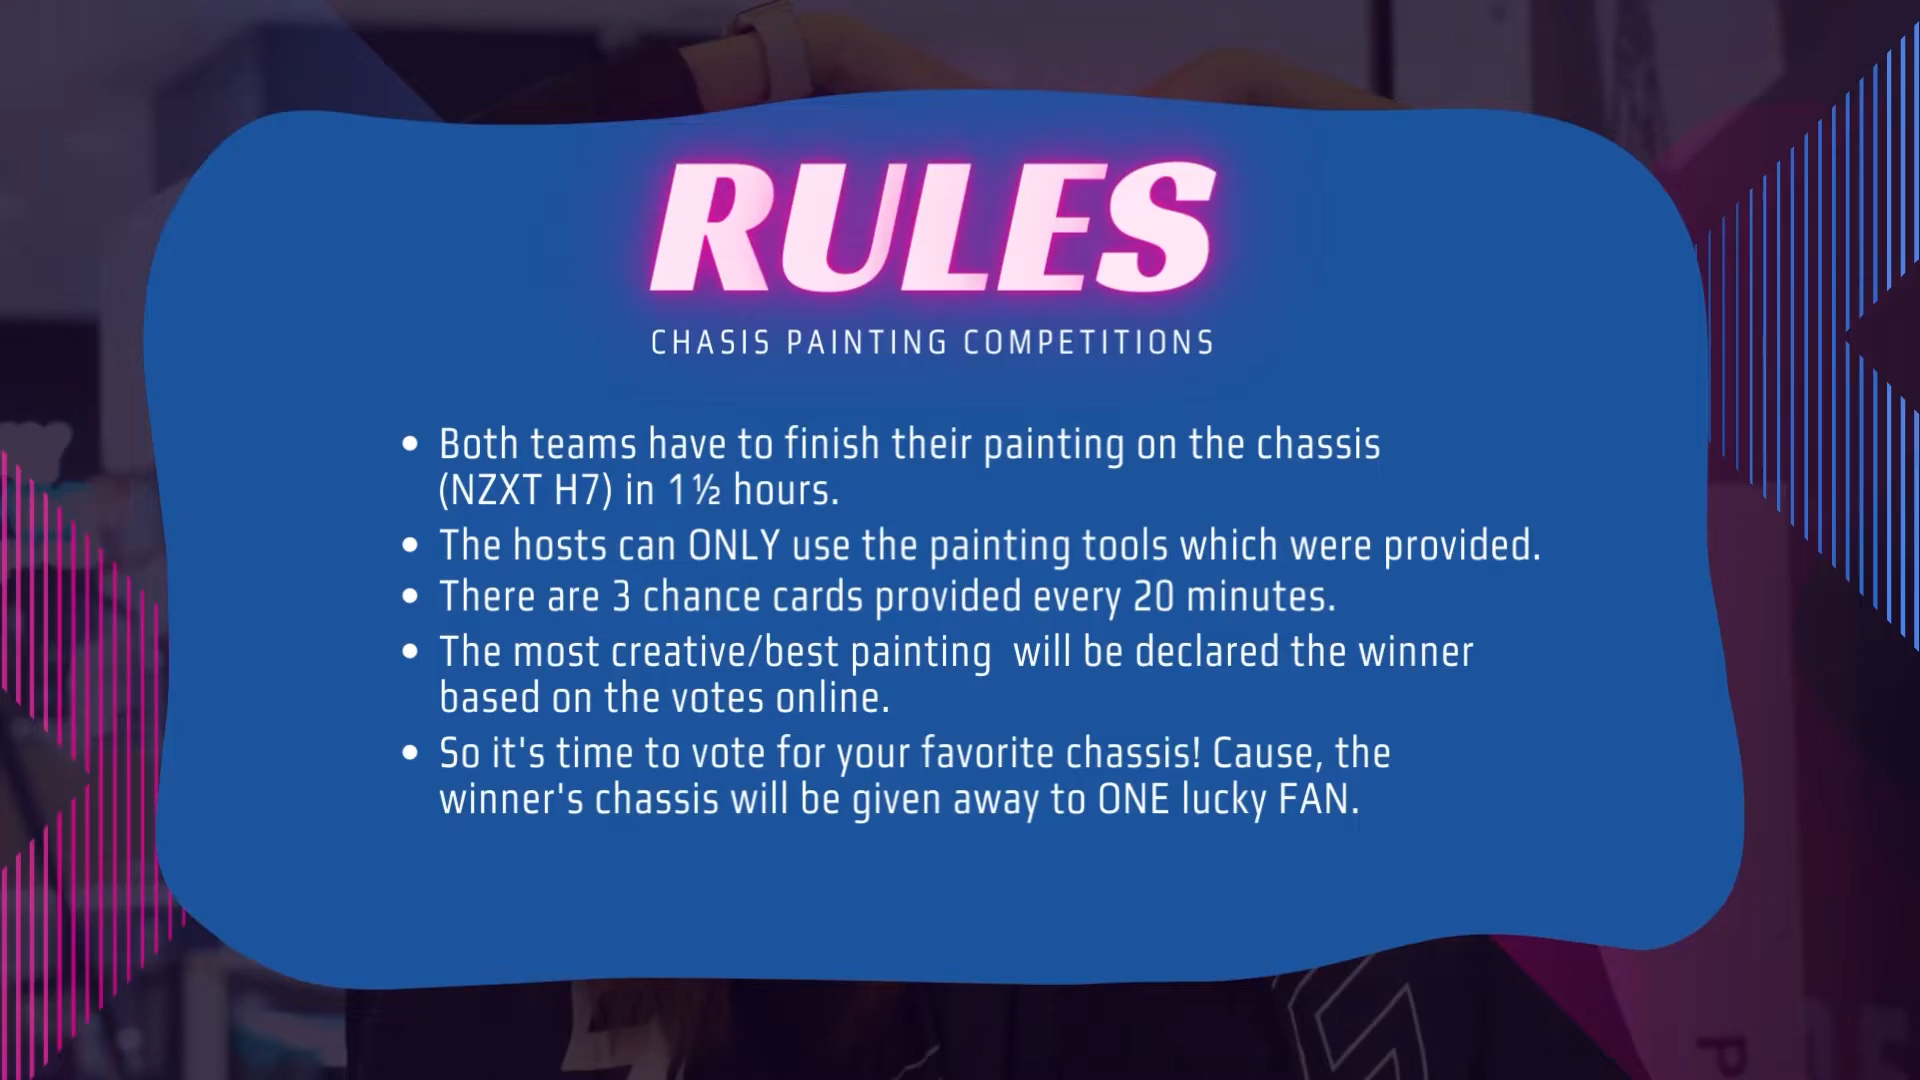 RULES
CHASIS PAINTING COMPETITIONS
• Both teams have to finish their painting on the chassis
(NZXT H7) in 1½ hours.
• The hosts can ONLY use the painting tools which were provided.
• There are 3 chance cards provided every 20 minutes.
• The most creative/best painting  will be declared the winner
based on the votes online.
• So it's time to vote for your favorite chassis! Cause, the
winner's chassis will be given away to ONE lucky FAN.
P